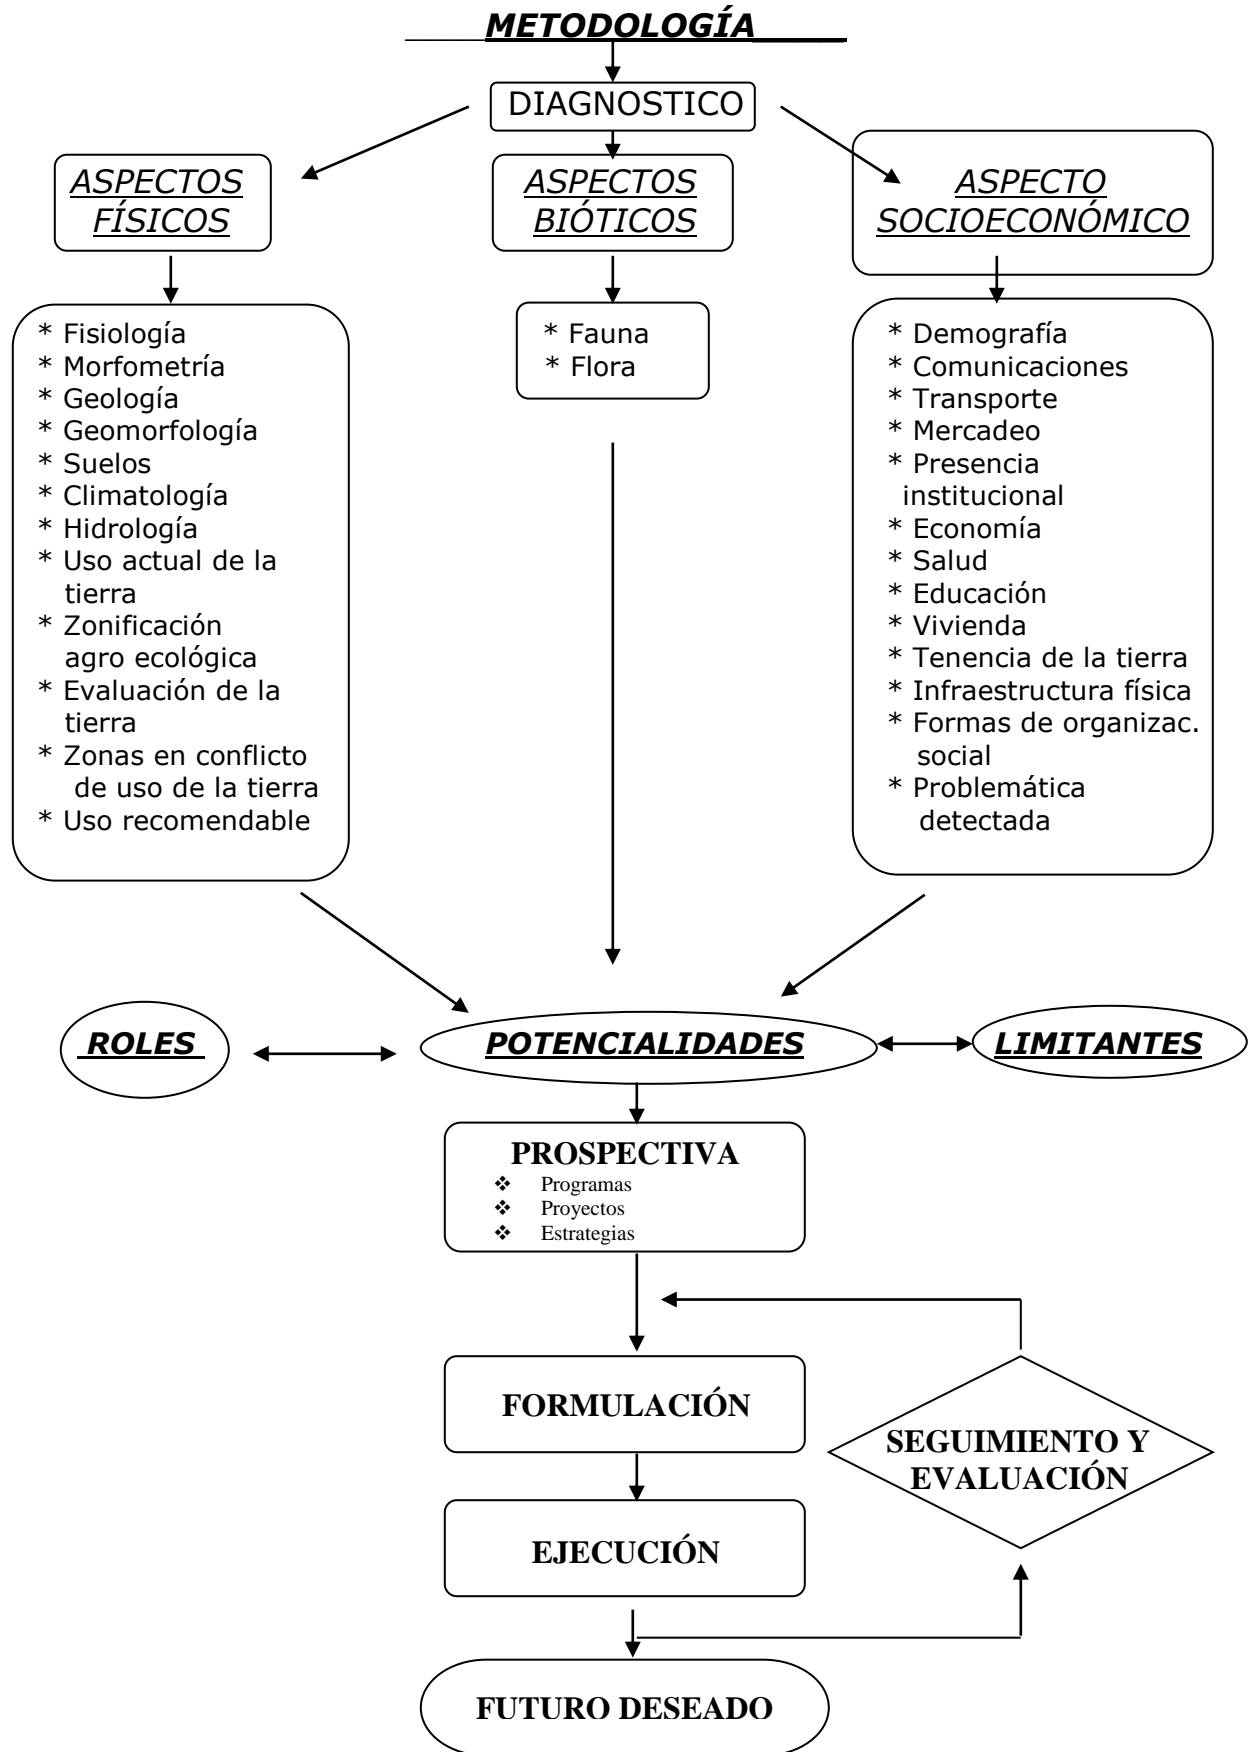 METODOLOGÍA
DIAGNOSTICO
ASPECTOS
FÍSICOS
ASPECTOS
BIÓTICOS
ASPECTO
SOCIOECONÓMICO
* Fisiología
* Morfometría
* Geología
* Geomorfología
* Suelos
* Climatología
* Hidrología
* Uso actual de la
tierra
* Zonificación
agro ecológica
* Evaluación de la
tierra
* Zonas en conflicto
de uso de la tierra
* Uso recomendable
* Fauna
* Flora
* Demografía
* Comunicaciones
* Transporte
* Mercadeo
* Presencia
institucional
* Economía
* Salud
* Educación
* Vivienda
* Tenencia de la tierra
* Infraestructura física
* Formas de organizac.
social
* Problemática
detectada
ROLES
POTENCIALIDADES
LIMITANTES
PROSPECTIVA
❖ Programas
❖ Proyectos
❖ Estrategias
FORMULACIÓN
SEGUIMIENTO Y
EVALUACIÓN
EJECUCIÓN
FUTURO DESEADO